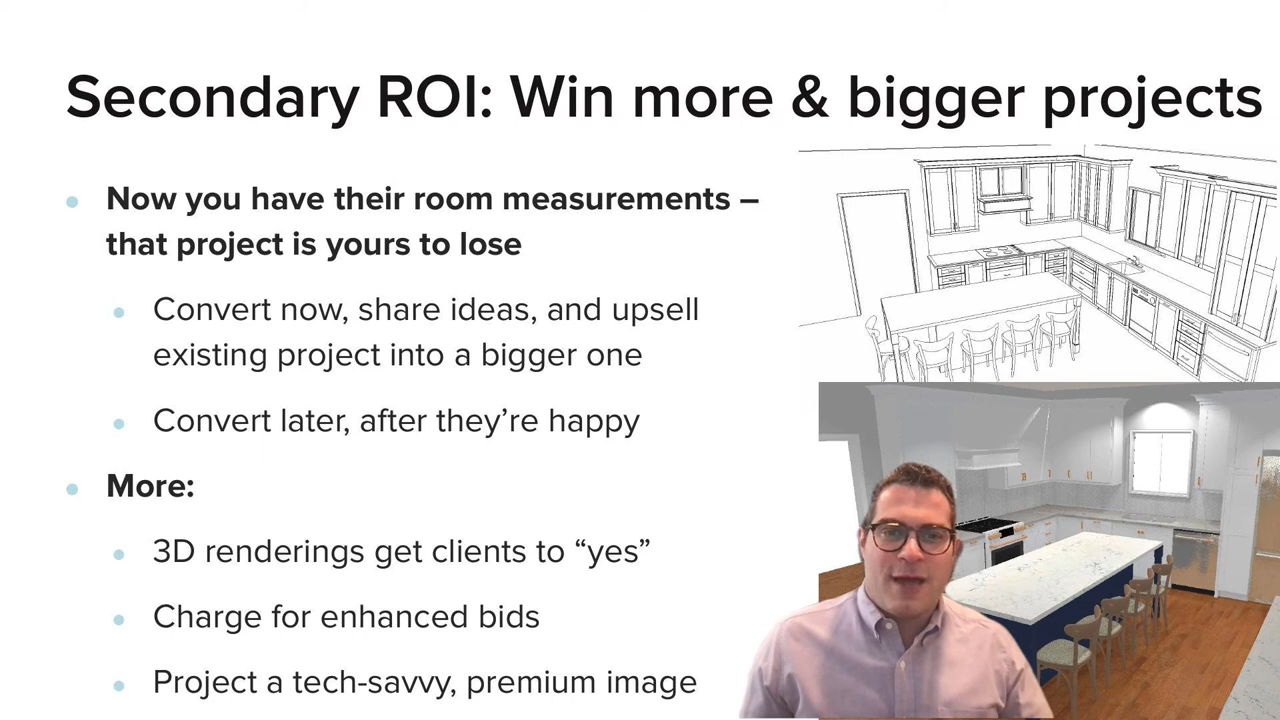 Secondary ROI: Win more & bigger projects
Now you have their room measurements –
that project is yours to lose
Convert now, share ideas, and upsell
existing project into a bigger one
Convert later, after they’re happy
More:
3D renderings get clients to “yes”
Charge for enhanced bids
Project a tech-savvy, premium image